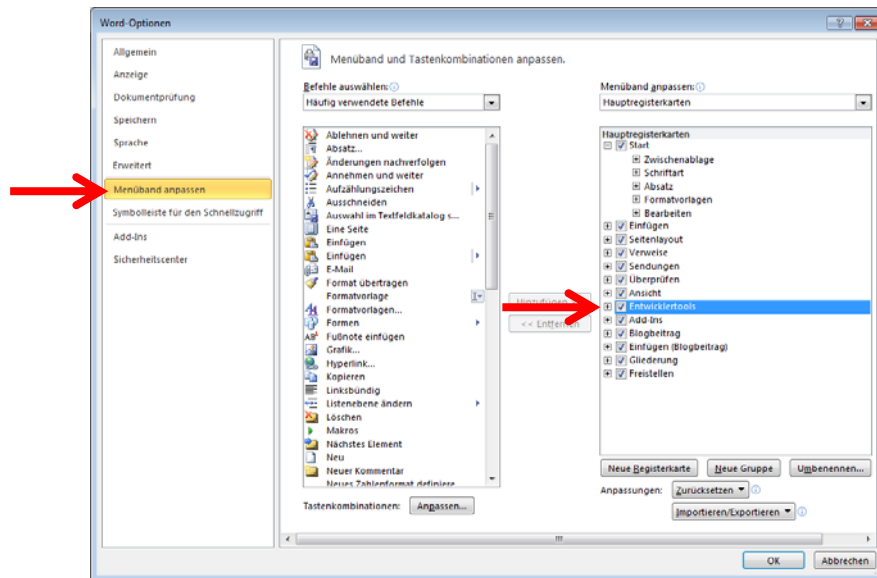 Word-Optionen
Allgemein
Anzeige
Dokumentprüfung
Speichern
Sprache
Erweitert
Menüband anpassen
Symbolleiste für den Schnellzugriff
Add-Ins
Sicherheitscenter
Menüband und Tastenkombinationen anpassen.
Befehle auswählen:
Häufig verwendete Befehle
Ablehnen und weiter
Absatz...
Änderungen nachverfolgen
Annehmen und weiter
Aufzählungszeichen
Ausschneiden
Auswahl im Textfeldkatalog s...
Eine Seite
Einfügen
Einfügen
E-Mail
Format übertragen
Formatvorlage
Formatvorlagen...
Formen
Fußnote einfügen
Grafik...
Hyperlink...
Kopieren
Linksbündig
Listenebene ändern
Löschen
Makros
Nächstes Element
Neu
Neuer Kommentar
Neues Zahlenformat definiere
Tastenkombinationen: Anpassen...
<< Entfernen
Menüband anpassen:
Hauptregisterkarten
Hauptregisterkarten
Start
Zwischenablage
Schriftart
Absatz
Formatvorlagen
Bearbeiten
Einfügen
Seitenlayout
Verweise
Sendungen
Überprüfen
Ansicht
Entwicklertools
Add-Ins
Blogbeitrag
Einfügen (Blogbeitrag)
Gliederung
Freistellen
Neue Registerkarte Neue Gruppe Umbenennen...
Anpassungen: Zurücksetzen
Importieren/Exportieren
OK Abbrechen